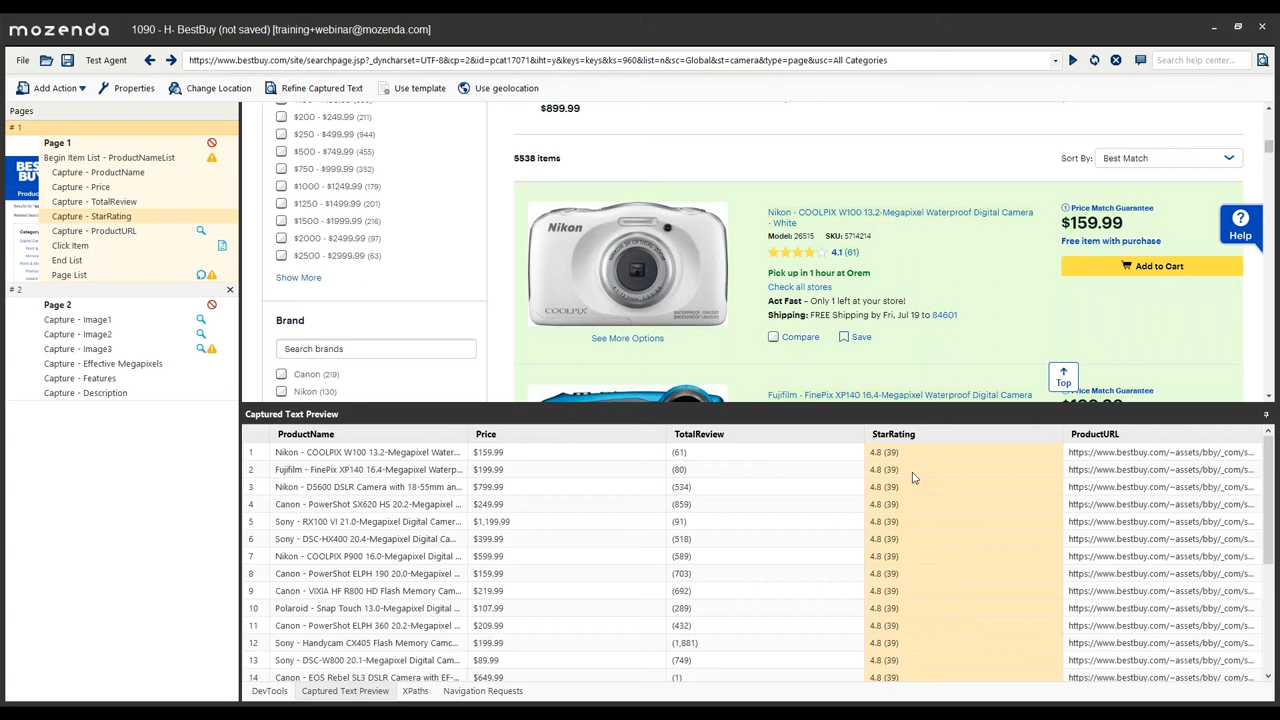 mozenda
1090 - H- BestBuy (not saved) [training+webinar@mozenda.com]
File
Test Agent
https://www.bestbuy.com/site/searchpage.jsp?_dyncharset=UTF-8&cp=2&id=pcat17071&iht=y&keys=keys&ks=960&list=n&sc=Global&st=camera&type=page&usc=All Categories
Search help center...
Add Action
Properties
Change Location
Refine Captured Text
Use template
Use geolocation
Pages
# 1
Page 1
Begin Item List - ProductNameList
Capture - ProductName
Capture - Price
Capture - TotalReview
Capture - StarRating
Capture - ProductURL
Click Item
End List
Page List
# 2
Page 2
Capture - Image1
Capture - Image2
Capture - Image3
Capture - Effective Megapixels
Capture - Features
Capture - Description
$200 - $249.99 (211)
$250 - $499.99 (944)
$500 - $749.99 (455)
$750 - $999.99 (352)
$1000 - $1249.99 (179)
$1250 - $1499.99 (201)
$1500 - $1999.99 (216)
$2000 - $2499.99 (97)
$2500 - $2999.99 (63)
Show More
Brand
Search brands
Canon (219)
Nikon (130)
$899.99
5538 items
Sort By:
Best Match
Nikon
COOLPIX
See More Options
Nikon - COOLPIX W100 13.2-Megapixel Waterproof Digital Camera
- White
Model: 26515 SKU: 5714214
4.1 (61)
Pick up in 1 hour at Orem
Check all stores
Act Fast – Only 1 left at your store!
Shipping: FREE Shipping by Fri, Jul 19 to 84601
Compare
Save
Price Match Guarantee
$159.99
Free item with purchase
Add to Cart
Help
Top
Fujifilm - FinePix XP140 16.4-Megapixel Waterproof Digital Camera
Price Match Guarantee
Captured Text Preview
ProductName Price TotalReview StarRating ProductURL
1 Nikon - COOLPIX W100 13.2-Megapixel Water... $159.99 (61) 4.8 (39) https://www.bestbuy.com/~assets/bby/_com/s...
2 Fujifilm - FinePix XP140 16.4-Megapixel Waterp... $199.99 (80) 4.8 (39) https://www.bestbuy.com/~assets/bby/_com/s...
3 Nikon - D5600 DSLR Camera with 18-55mm an... $799.99 (534) 4.8 (39) https://www.bestbuy.com/~assets/bby/_com/s...
4 Canon - PowerShot SX620 HS 20.2-Megapixel ... $249.99 (859) 4.8 (39) https://www.bestbuy.com/~assets/bby/_com/s...
5 Sony - RX100 VI 21.0-Megapixel Digital Camer... $1,199.99 (91) 4.8 (39) https://www.bestbuy.com/~assets/bby/_com/s...
6 Sony - DSC-HX400 20.4-Megapixel Digital Ca... $399.99 (518) 4.8 (39) https://www.bestbuy.com/~assets/bby/_com/s...
7 Nikon - COOLPIX P900 16.0-Megapixel Digital ... $599.99 (589) 4.8 (39) https://www.bestbuy.com/~assets/bby/_com/s...
8 Canon - PowerShot ELPH 190 20.0-Megapixel ... $159.99 (703) 4.8 (39) https://www.bestbuy.com/~assets/bby/_com/s...
9 Canon - VIXIA HF R800 HD Flash Memory Cam... $219.99 (692) 4.8 (39) https://www.bestbuy.com/~assets/bby/_com/s...
10 Polaroid - Snap Touch 13.0-Megapixel Digital ... $107.99 (289) 4.8 (39) https://www.bestbuy.com/~assets/bby/_com/s...
11 Canon - PowerShot ELPH 360 20.2-Megapixel ... $209.99 (432) 4.8 (39) https://www.bestbuy.com/~assets/bby/_com/s...
12 Sony - Handycam CX405 Flash Memory Camc... $199.99 (1,881) 4.8 (39) https://www.bestbuy.com/~assets/bby/_com/s...
13 Sony - DSC-W800 20.1-Megapixel Digital Cam... $89.99 (749) 4.8 (39) https://www.bestbuy.com/~assets/bby/_com/s...
14 Canon - EOS Rebel SL3 DSLR Camera with EF-... $649.99 (1) 4.8 (39) https://www.bestbuy.com/~assets/bby/_com/s...
DevTools
Captured Text Preview
XPaths
Navigation Requests